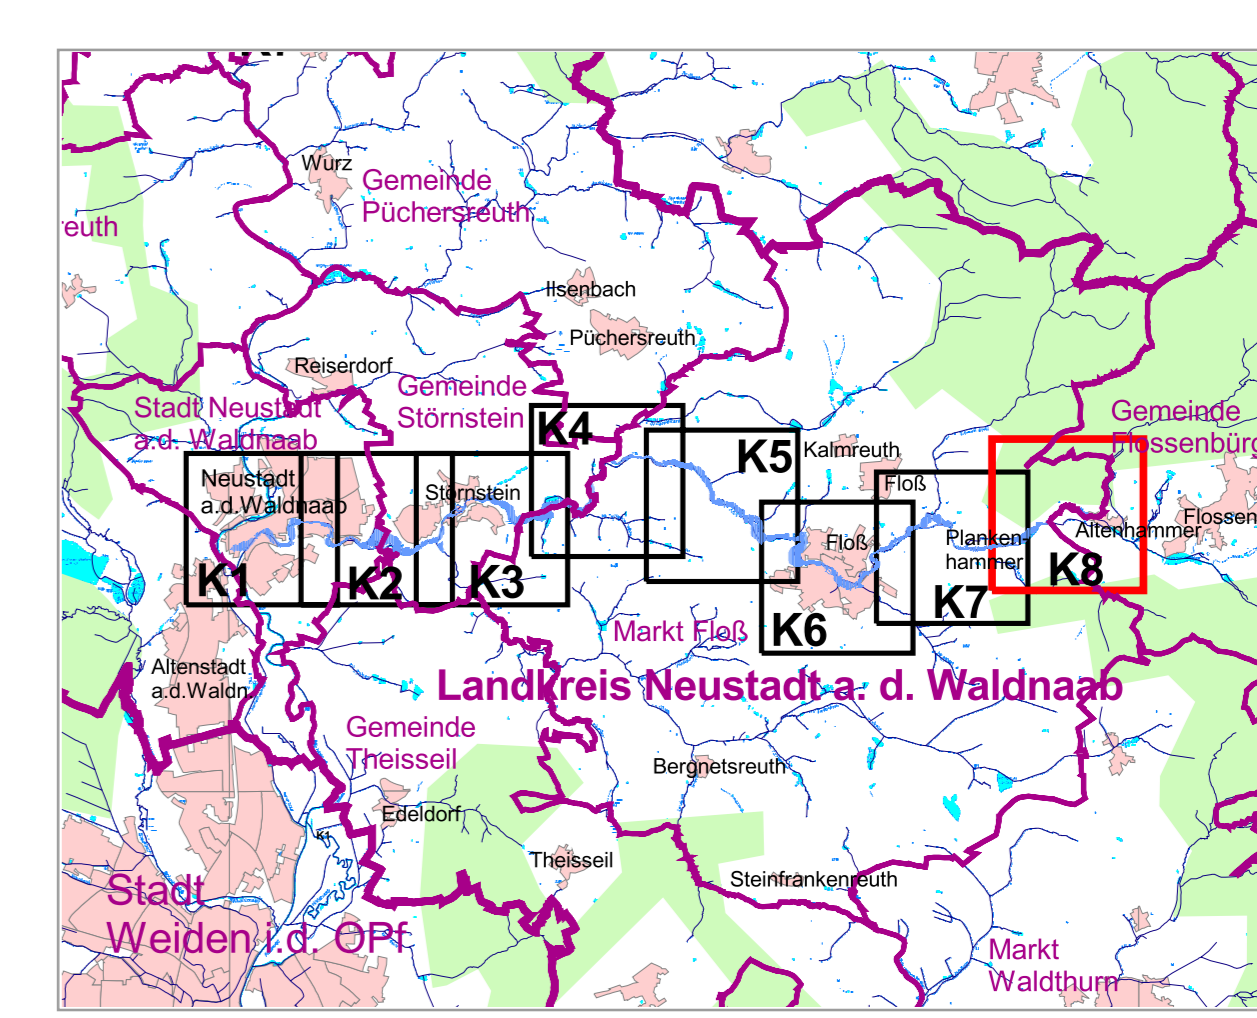 Wurz
Gemeinde
Püchersreuth
reuth
Ilsenbach
Püchersreuth
Reiserdorf
Gemeinde
Störnstein
Stadt Neustadt
a.d. Waldnaab
Gemeinde
Flossenbürg
K4
K5
Kalmreuth
Neustadt
a.d.Waldnaab
Störnstein
Floß
Flossen
Altenhammer
Planken-
hammer
Floß
K1
K2
K3
K8
K7
K6
Markt Floß
Altenstadt
a.d.Waldn
Landkreis Neustadt a. d. Waldnaab
Gemeinde
Theisseil
Bergnetsreuth
Edeldorf
K1
Theisseil
Steinfrankenreuth
Stadt
Weiden i.d. OPf
Markt
Waldthurn